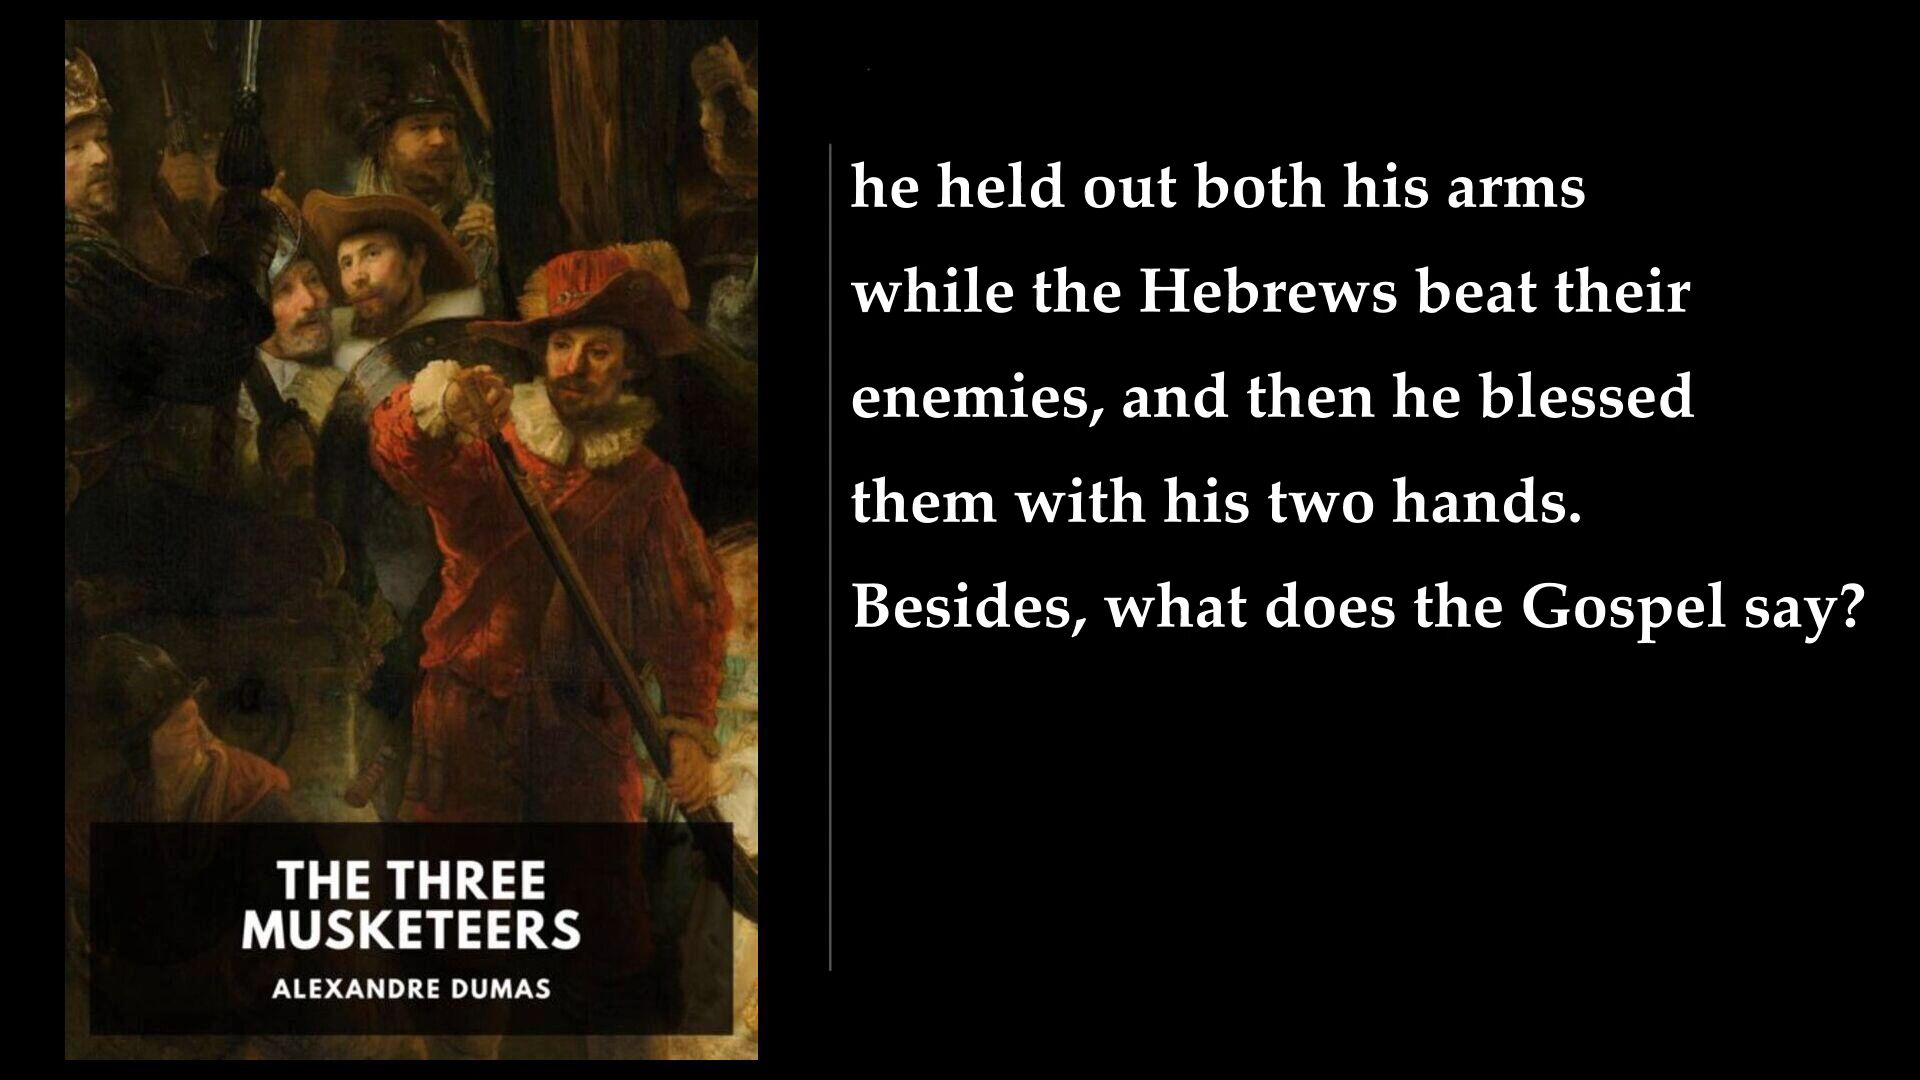 THE THREE
MUSKETEERS
ALEXANDRE DUMAS
he held out both his arms
while the Hebrews beat their
enemies, and then he blessed
them with his two hands.
Besides, what does the Gospel say?